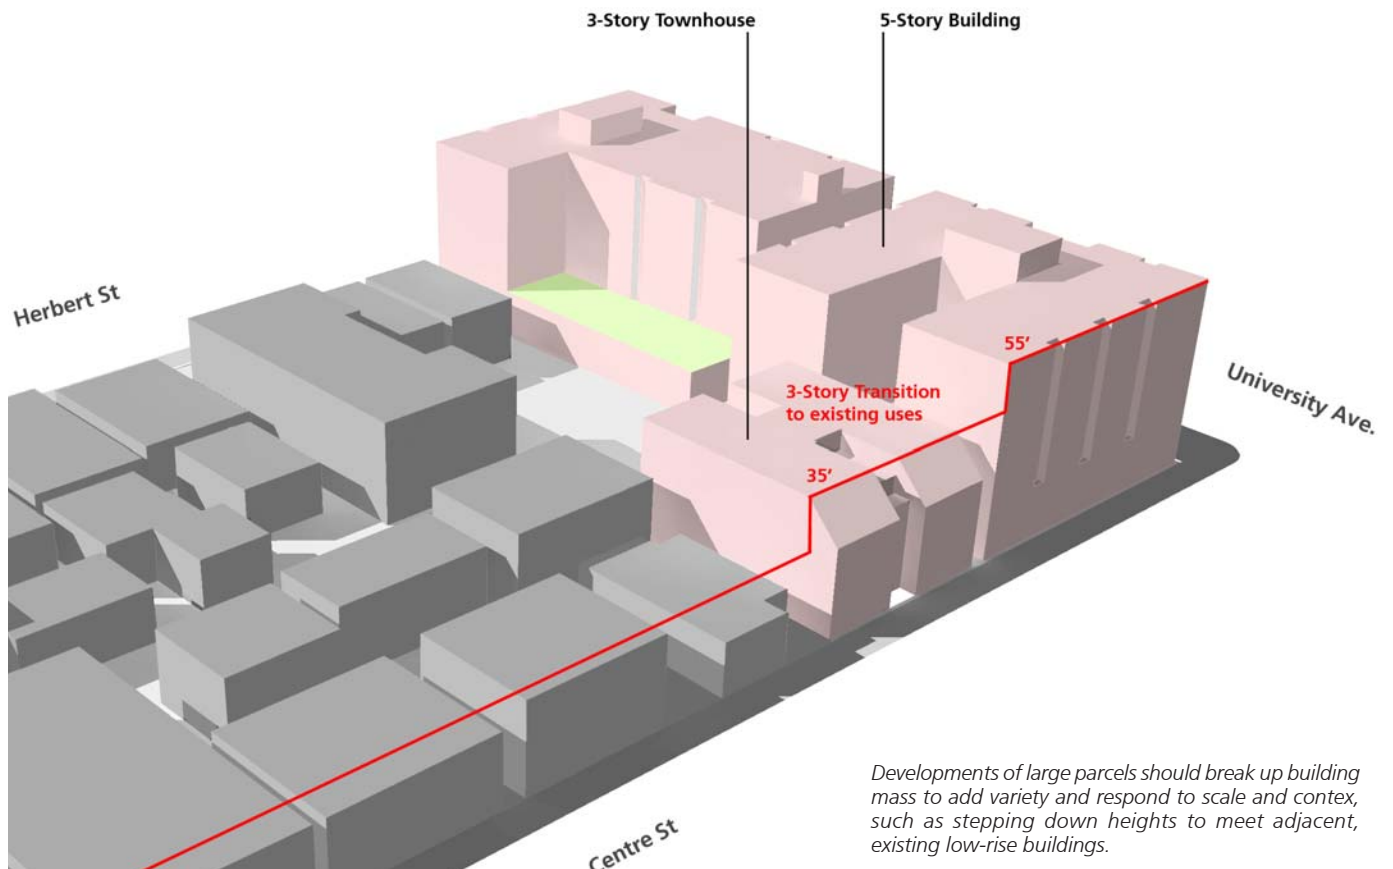 3-Story Townhouse
5-Story Building
Herbert St
55’
University Ave.
3-Story Transition
to existing uses
35’
Developments of large parcels should break up building
mass to add variety and respond to scale and contex,
such as stepping down heights to meet adjacent,
existing low-rise buildings.
Centre St